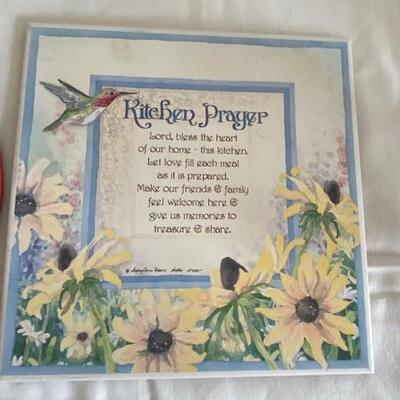 Kitchen Prayer
Lord, bless the heart
of our home - this kitchen.
Let love fill each meal
as it is prepared.
Make our friends & family
feel welcome here &
give us memories to
treasure & share.